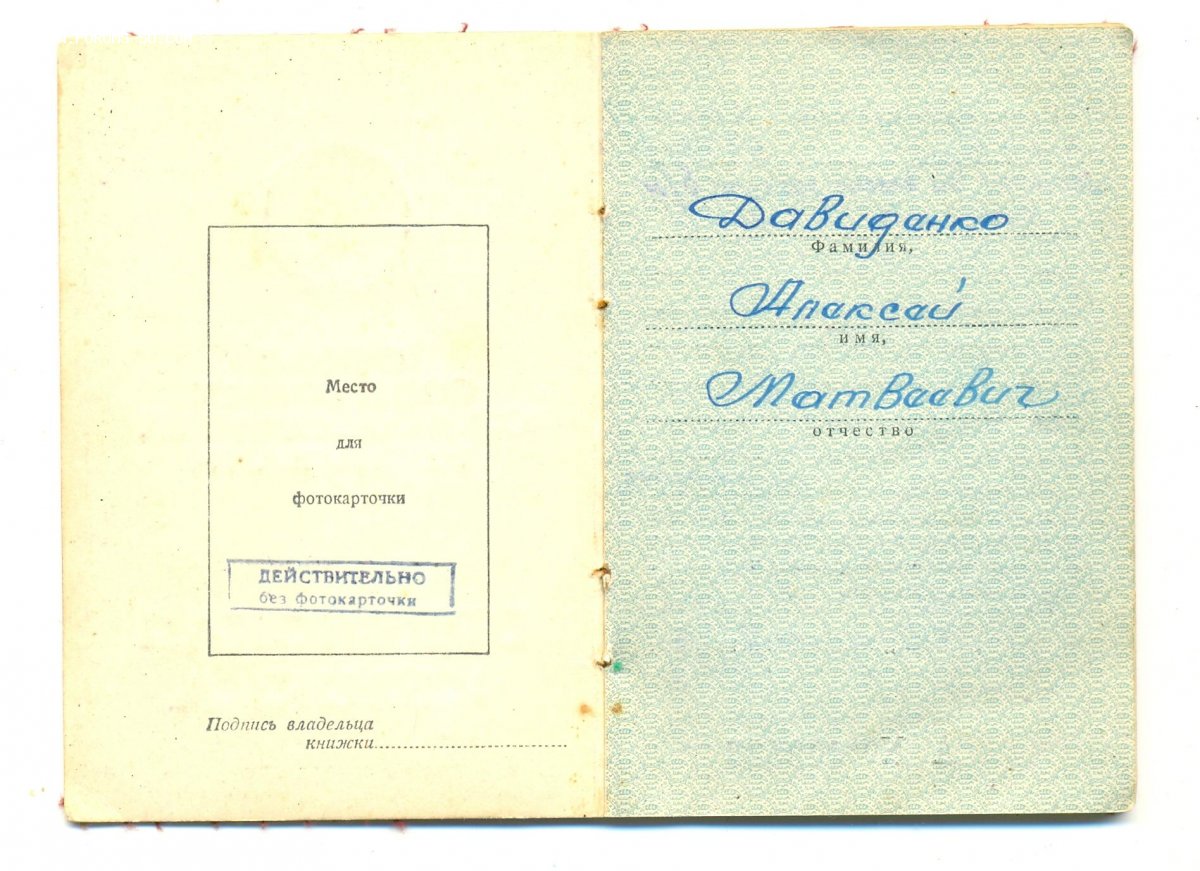 Место
для
фотокарточки
ДЕЙСТВИТЕЛЬНО
без фотокарточки
Подпись владельца
книжки
Давиденко
Фамилия,
Алексей
имя,
Матвеевич
отчество